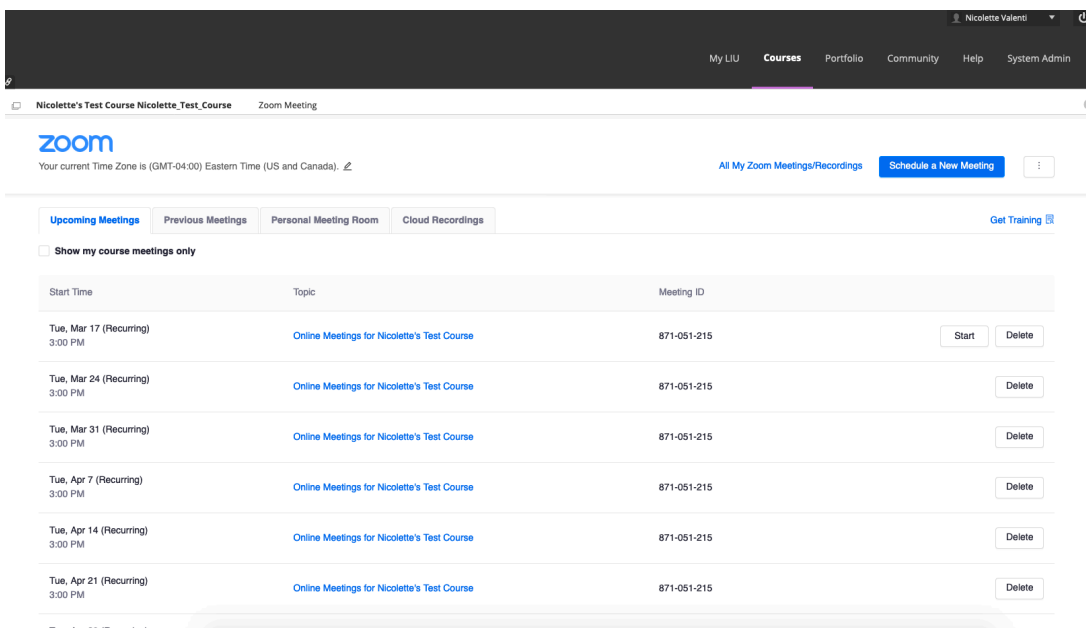 Nicolette Valenti
My LIU Courses Portfolio Community Help System Admin
Nicolette's Test Course Nicolette_Test_Course Zoom Meeting
zoom
Your current Time Zone is (GMT-04:00) Eastern Time (US and Canada).
All My Zoom Meetings/Recordings Schedule a New Meeting
Upcoming Meetings Previous Meetings Personal Meeting Room Cloud Recordings Get Training
Show my course meetings only
Start Time Topic Meeting ID
Tue, Mar 17 (Recurring)
3:00 PM
Online Meetings for Nicolette's Test Course 871-051-215 Start Delete
Tue, Mar 24 (Recurring)
3:00 PM
Online Meetings for Nicolette's Test Course 871-051-215 Delete
Tue, Mar 31 (Recurring)
3:00 PM
Online Meetings for Nicolette's Test Course 871-051-215 Delete
Tue, Apr 7 (Recurring)
3:00 PM
Online Meetings for Nicolette's Test Course 871-051-215 Delete
Tue, Apr 14 (Recurring)
3:00 PM
Online Meetings for Nicolette's Test Course 871-051-215 Delete
Tue, Apr 21 (Recurring)
3:00 PM
Online Meetings for Nicolette's Test Course 871-051-215 Delete